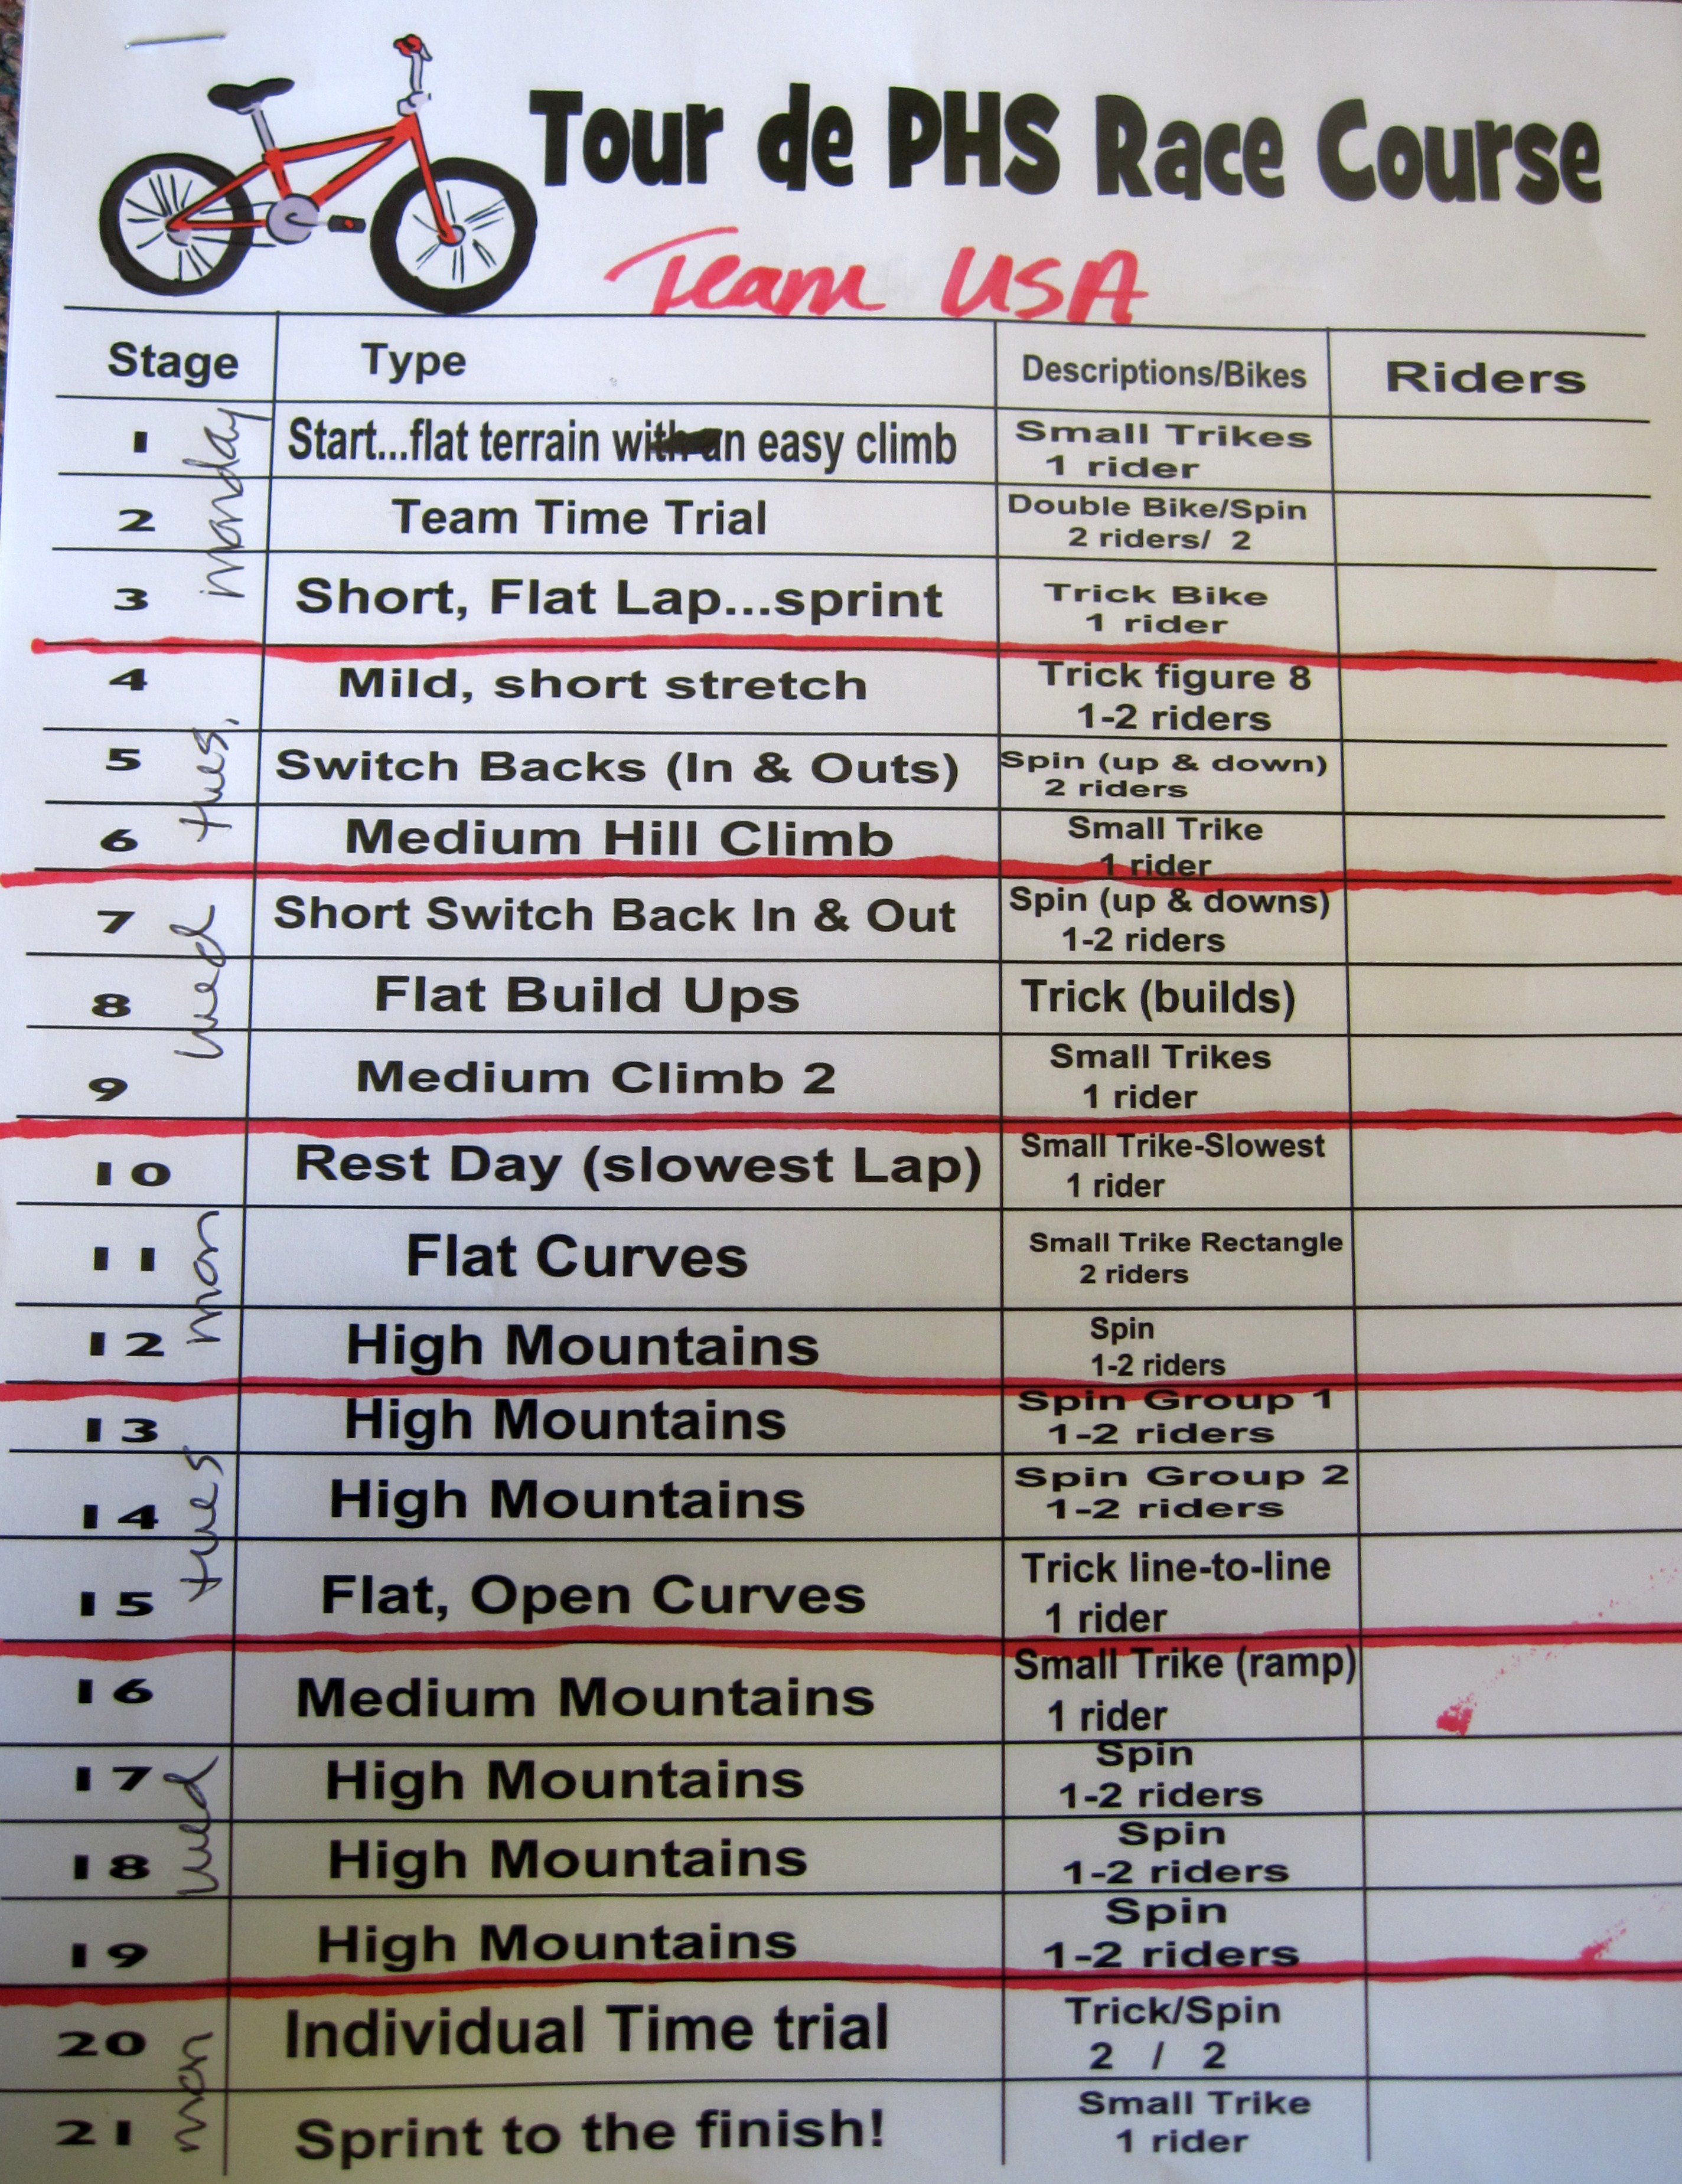 Tour de PHS Race Course
Team USA
Stage Type Descriptions/Bikes Riders
monday
1 Start...flat terrain with an easy climb Small Trikes
1 rider
2 Team Time Trial Double Bike/Spin
2 riders/ 2
3 Short, Flat Lap...sprint Trick Bike
1 rider
tues.
4 Mild, short stretch Trick figure 8
1-2 riders
5 Switch Backs (In & Outs) Spin (up & down)
2 riders
6 Medium Hill Climb Small Trike
1 rider
wed
7 Short Switch Back In & Out Spin (up & downs)
1-2 riders
8 Flat Build Ups Trick (builds)
9 Medium Climb 2 Small Trikes
1 rider
mon
10 Rest Day (slowest Lap) Small Trike-Slowest
1 rider
11 Flat Curves Small Trike Rectangle
2 riders
12 High Mountains Spin
1-2 riders
tues
13 High Mountains Spin Group 1
1-2 riders
14 High Mountains Spin Group 2
1-2 riders
15 Flat, Open Curves Trick line-to-line
1 rider
wed
16 Medium Mountains Small Trike (ramp)
1 rider
17 High Mountains Spin
1-2 riders
18 High Mountains Spin
1-2 riders
19 High Mountains Spin
1-2 riders
mon
20 Individual Time trial Trick/Spin
2 / 2
21 Sprint to the finish! Small Trike
1 rider